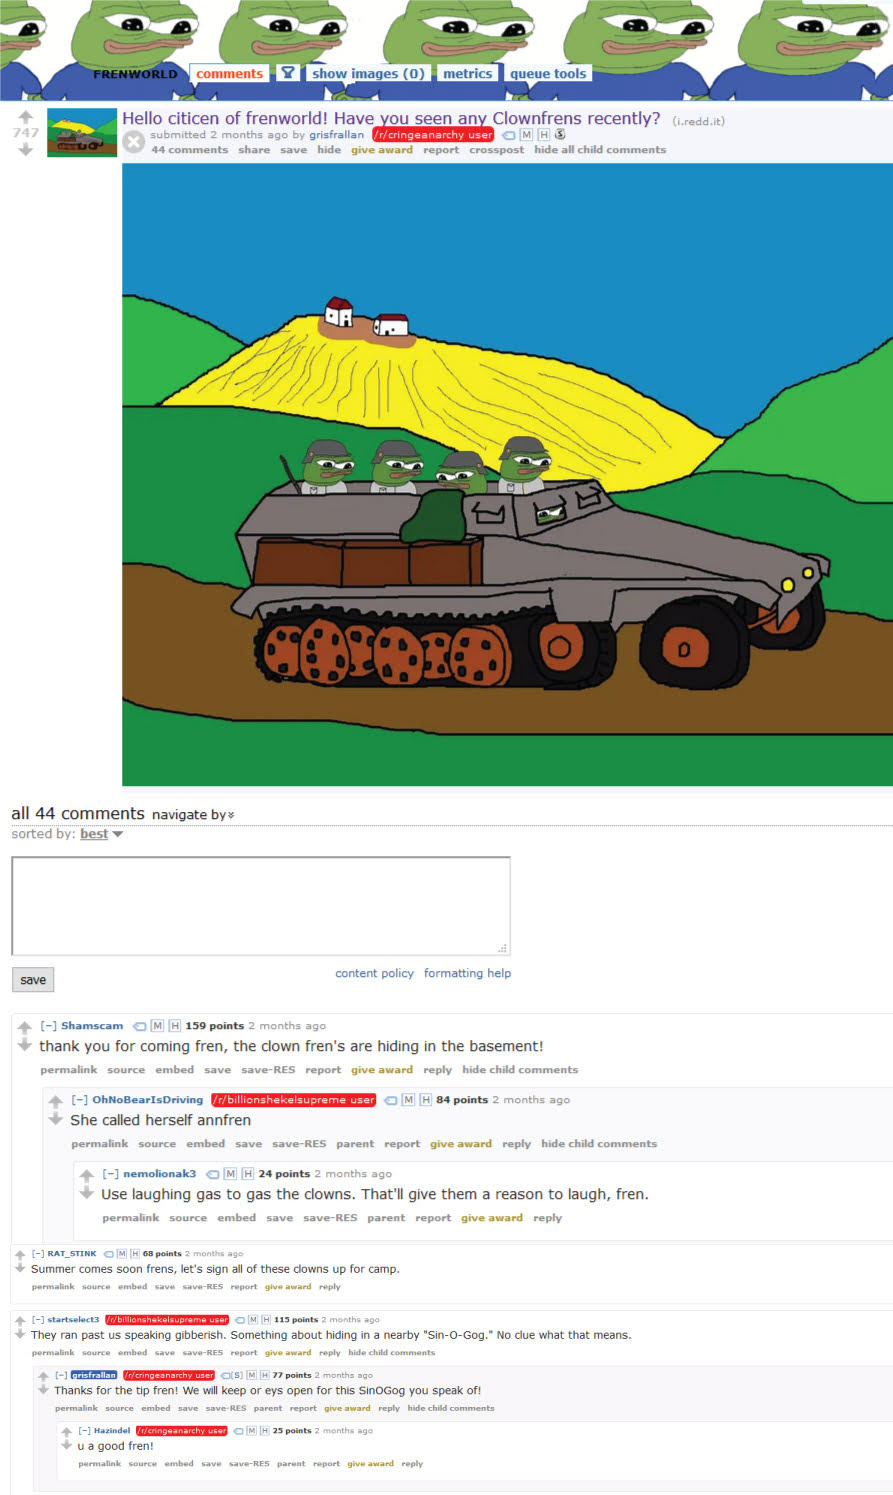 FRENWORLD comments show images (0) metrics queue tools
Hello citicen of frenworld! Have you seen any Clownfrens recently? (i.redd.it)
747
submitted 2 months ago by grisfrallan /r/cringeanarchy user M H
44 comments share save hide give award report crosspost hide all child comments
all 44 comments navigate by
sorted by: best
save content policy formatting help
[-] Shamscam M H 159 points 2 months ago
thank you for coming fren, the clown fren's are hiding in the basement!
permalink source embed save save-RES report give award reply hide child comments
[-] OhNoBearIsDriving /r/billionshekelsupreme user M H 84 points 2 months ago
She called herself annfren
permalink source embed save save-RES parent report give award reply hide child comments
[-] nemolionak3 M H 24 points 2 months ago
Use laughing gas to gas the clowns. That'll give them a reason to laugh, fren.
permalink source embed save save-RES parent report give award reply
[-] RAT_STINK M H 68 points 2 months ago
Summer comes soon frens, let's sign all of these clowns up for camp.
permalink source embed save save-RES report give award reply
[-] startselect3 /r/billionshekelsupreme user M H 115 points 2 months ago
They ran past us speaking gibberish. Something about hiding in a nearby "Sin-O-Gog." No clue what that means.
permalink source embed save save-RES report give award reply hide child comments
[-] grisfrallan /r/cringeanarchy user [S] M H 77 points 2 months ago
Thanks for the tip fren! We will keep or eys open for this SinOGog you speak of!
permalink source embed save save-RES parent report give award reply hide child comments
[-] Hazindel /r/cringeanarchy user M H 25 points 2 months ago
u a good fren!
permalink source embed save save-RES parent report give award reply